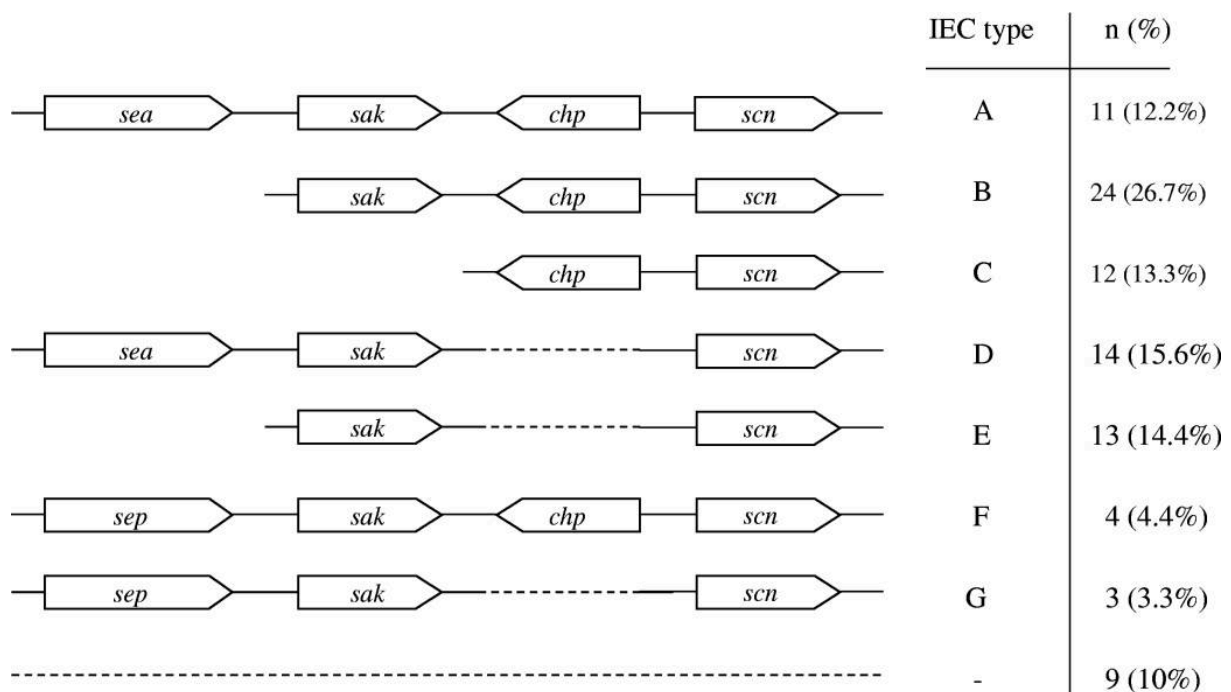 IEC type n (%)
sea sak chp scn A 11 (12.2%)
sak chp scn B 24 (26.7%)
chp scn C 12 (13.3%)
sea sak scn D 14 (15.6%)
sak scn E 13 (14.4%)
sep sak chp scn F 4 (4.4%)
sep sak scn G 3 (3.3%)
- 9 (10%)